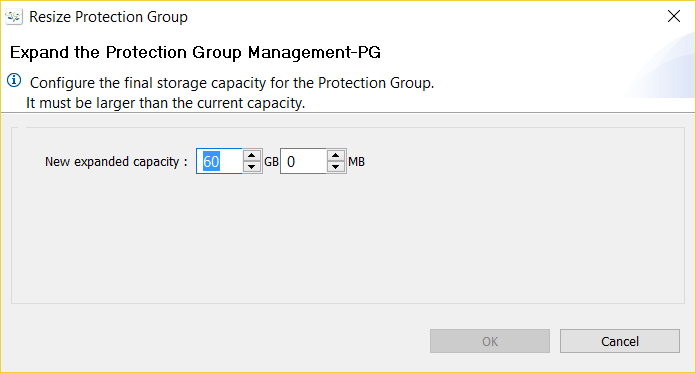 Resize Protection Group
Expand the Protection Group Management-PG
Configure the final storage capacity for the Protection Group.
It must be larger than the current capacity.
New expanded capacity : 60 GB 0 MB
OK Cancel